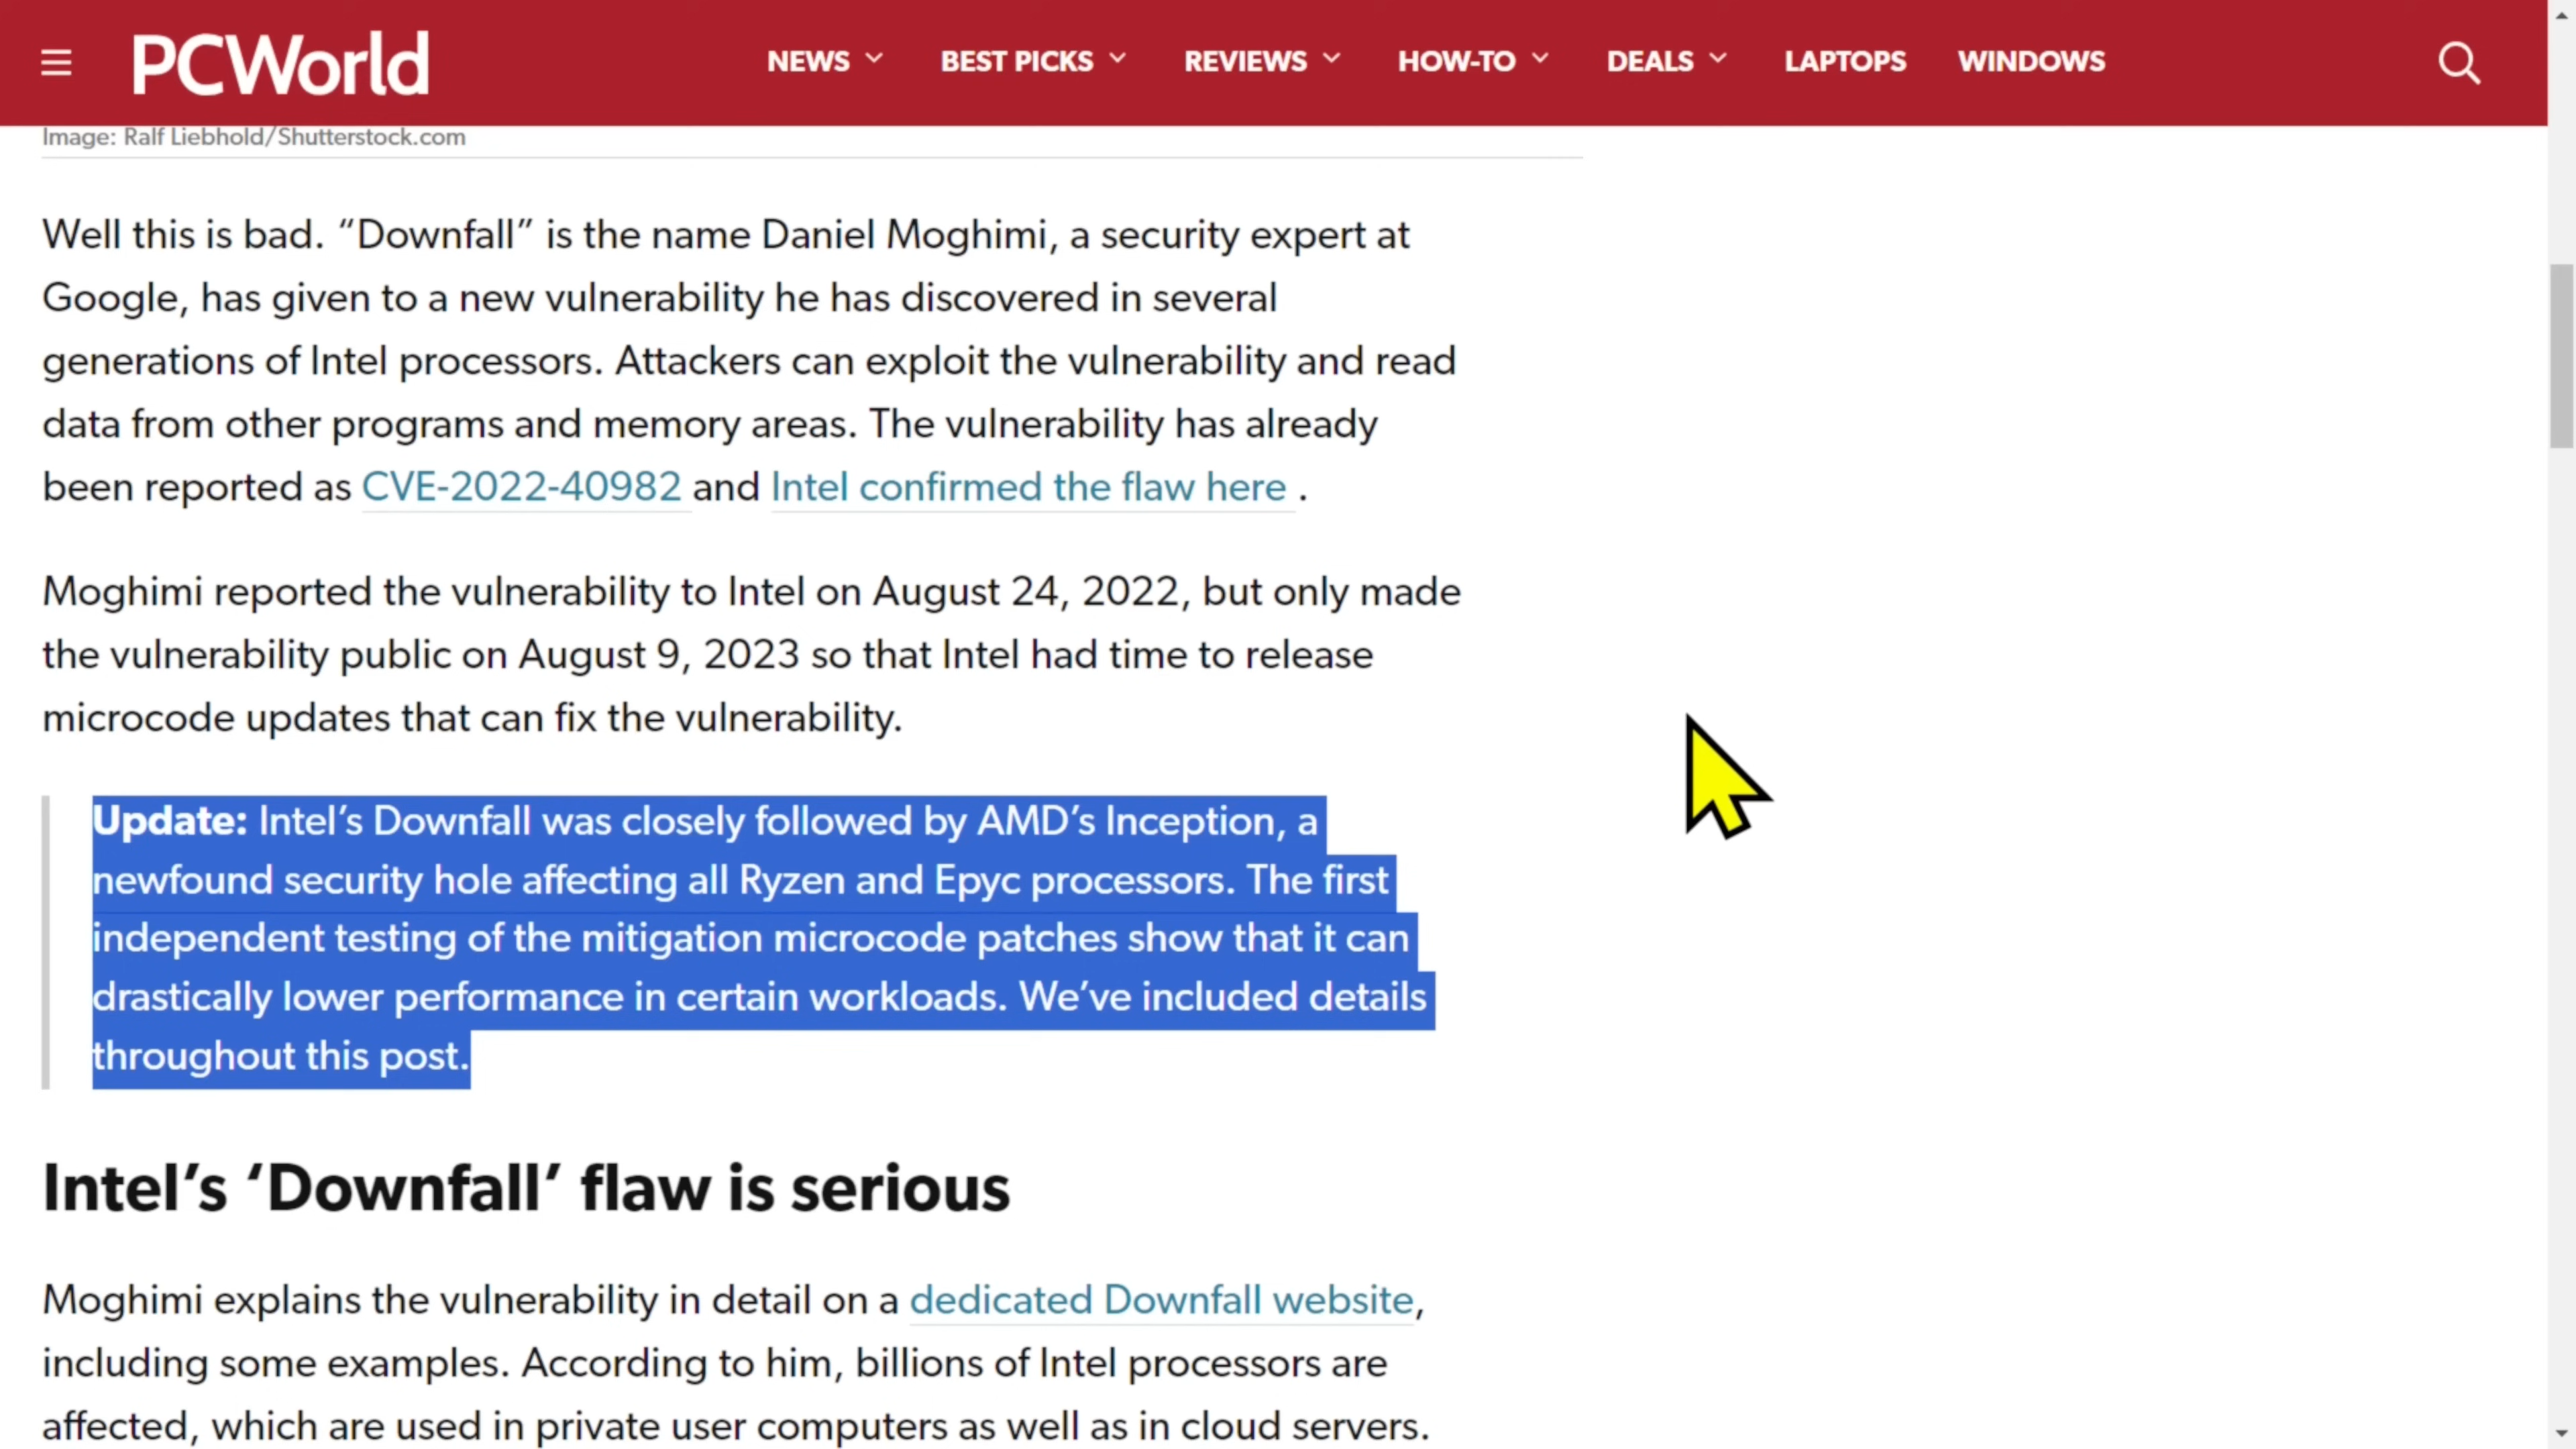 PCWorld
NEWS BEST PICKS REVIEWS HOW-TO DEALS LAPTOPS WINDOWS
Image: Ralf Liebhold/Shutterstock.com
Well this is bad. “Downfall” is the name Daniel Moghimi, a security expert at
Google, has given to a new vulnerability he has discovered in several
generations of Intel processors. Attackers can exploit the vulnerability and read
data from other programs and memory areas. The vulnerability has already
been reported as CVE-2022-40982 and Intel confirmed the flaw here .
Moghimi reported the vulnerability to Intel on August 24, 2022, but only made
the vulnerability public on August 9, 2023 so that Intel had time to release
microcode updates that can fix the vulnerability.
Update: Intel’s Downfall was closely followed by AMD’s Inception, a
newfound security hole affecting all Ryzen and Epyc processors. The first
independent testing of the mitigation microcode patches show that it can
drastically lower performance in certain workloads. We’ve included details
throughout this post.
Intel’s ‘Downfall’ flaw is serious
Moghimi explains the vulnerability in detail on a dedicated Downfall website,
including some examples. According to him, billions of Intel processors are
affected, which are used in private user computers as well as in cloud servers.